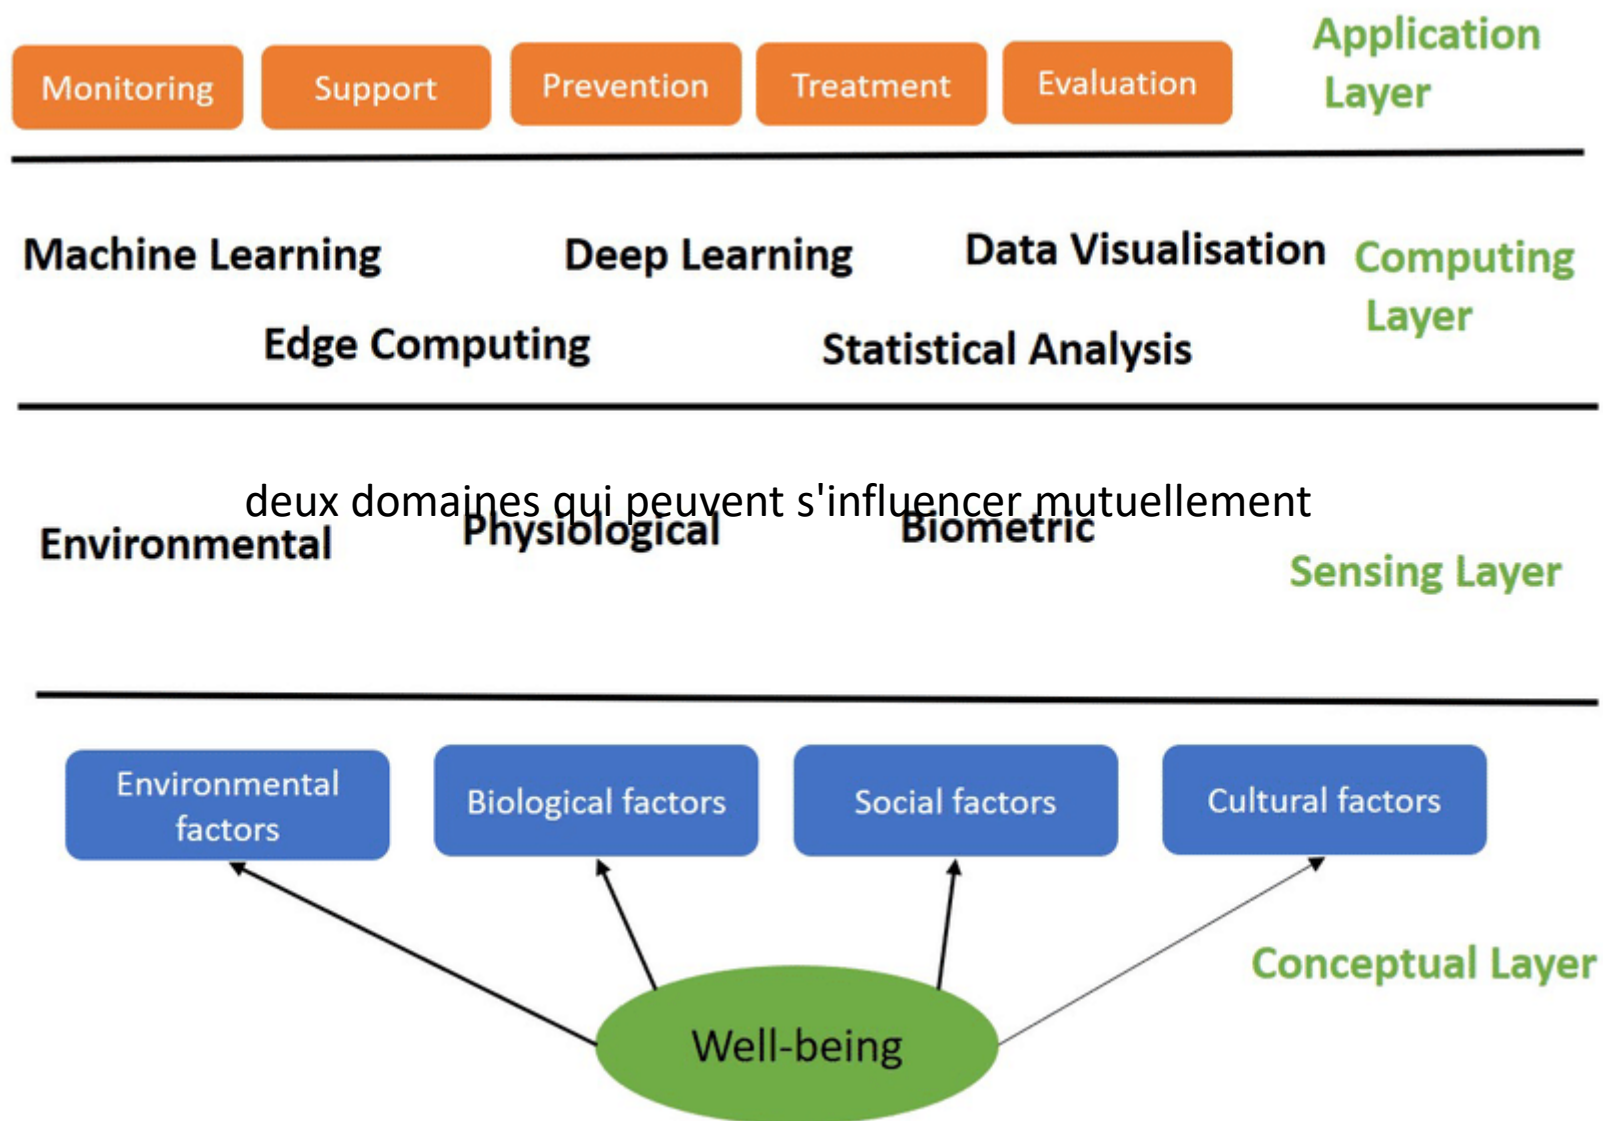 Application
Layer
Monitoring
Support
Prevention
Treatment
Evaluation
Machine Learning
Deep Learning
Data Visualisation
Computing
Layer
Edge Computing
Statistical Analysis
deux domaines qui peuvent s'influencer mutuellement
Environmental
Physiological
Biometric
Sensing Layer
Environmental
factors
Biological factors
Social factors
Cultural factors
Conceptual Layer
Well-being